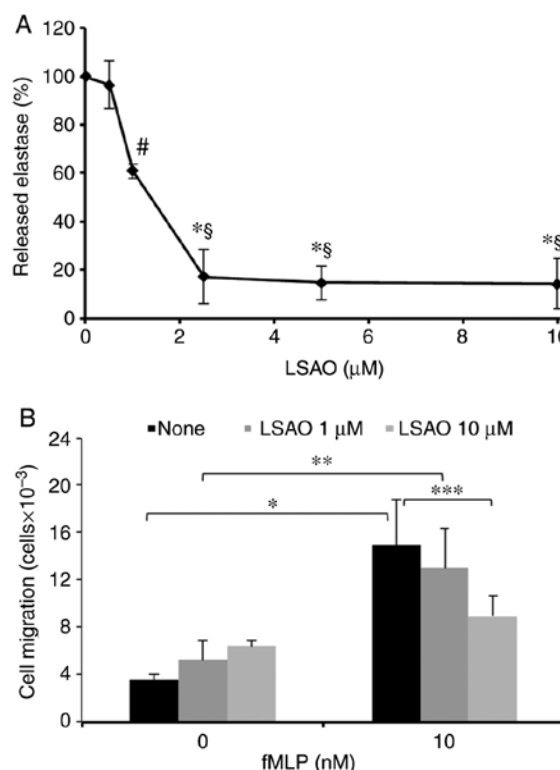 A
Released elastase (%)
120
100
80
60
40
20
0
#
*§
*§
*§
0 2 4 6 8 10
LSAO (µM)
B
None LSAO 1 µM LSAO 10 µM
Cell migration (cells×10⁻³)
24
20
16
12
8
4
0
**
*
***
0 10
fMLP (nM)